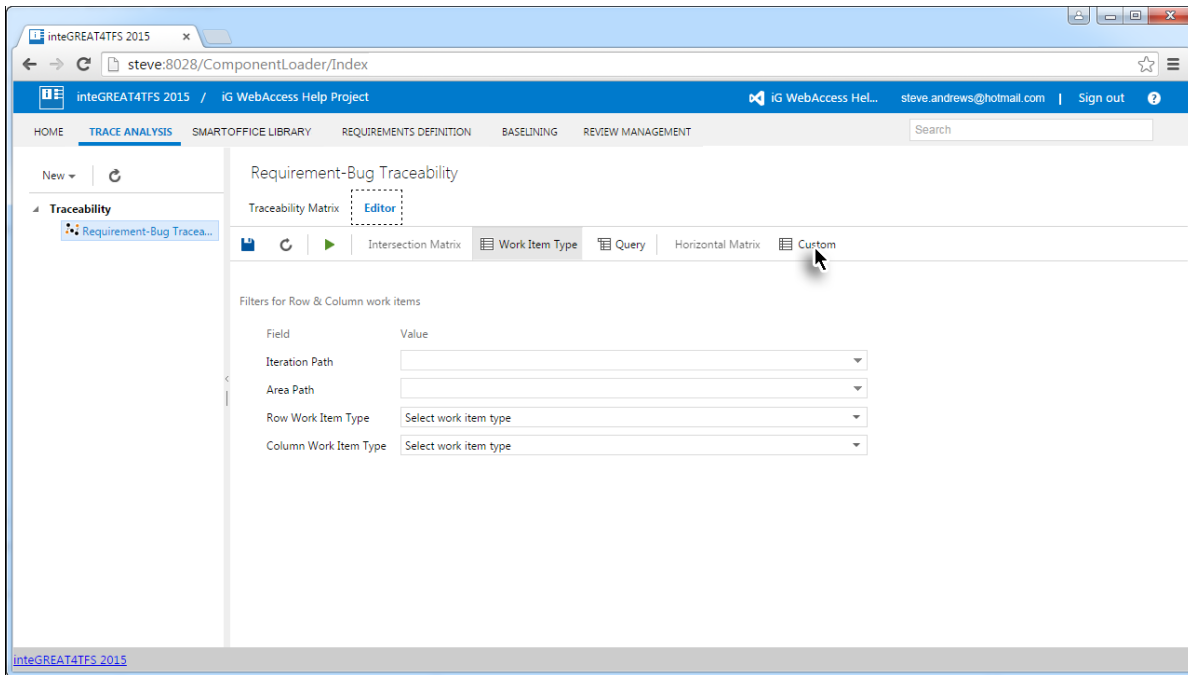 inteGREAT4TFS 2015
steve:8028/ComponentLoader/Index
inteGREAT4TFS 2015 / iG WebAccess Help Project
iG WebAccess Hel... steve.andrews@hotmail.com | Sign out ?
HOME TRACE ANALYSIS SMARTOFFICE LIBRARY REQUIREMENTS DEFINITION BASELINING REVIEW MANAGEMENT Search
New
Traceability
Requirement-Bug Tracea...
Requirement-Bug Traceability
Traceability Matrix Editor
Intersection Matrix Work Item Type Query Horizontal Matrix Custom
Filters for Row & Column work items
Field Value
Iteration Path
Area Path
Row Work Item Type Select work item type
Column Work Item Type Select work item type
inteGREAT4TFS 2015